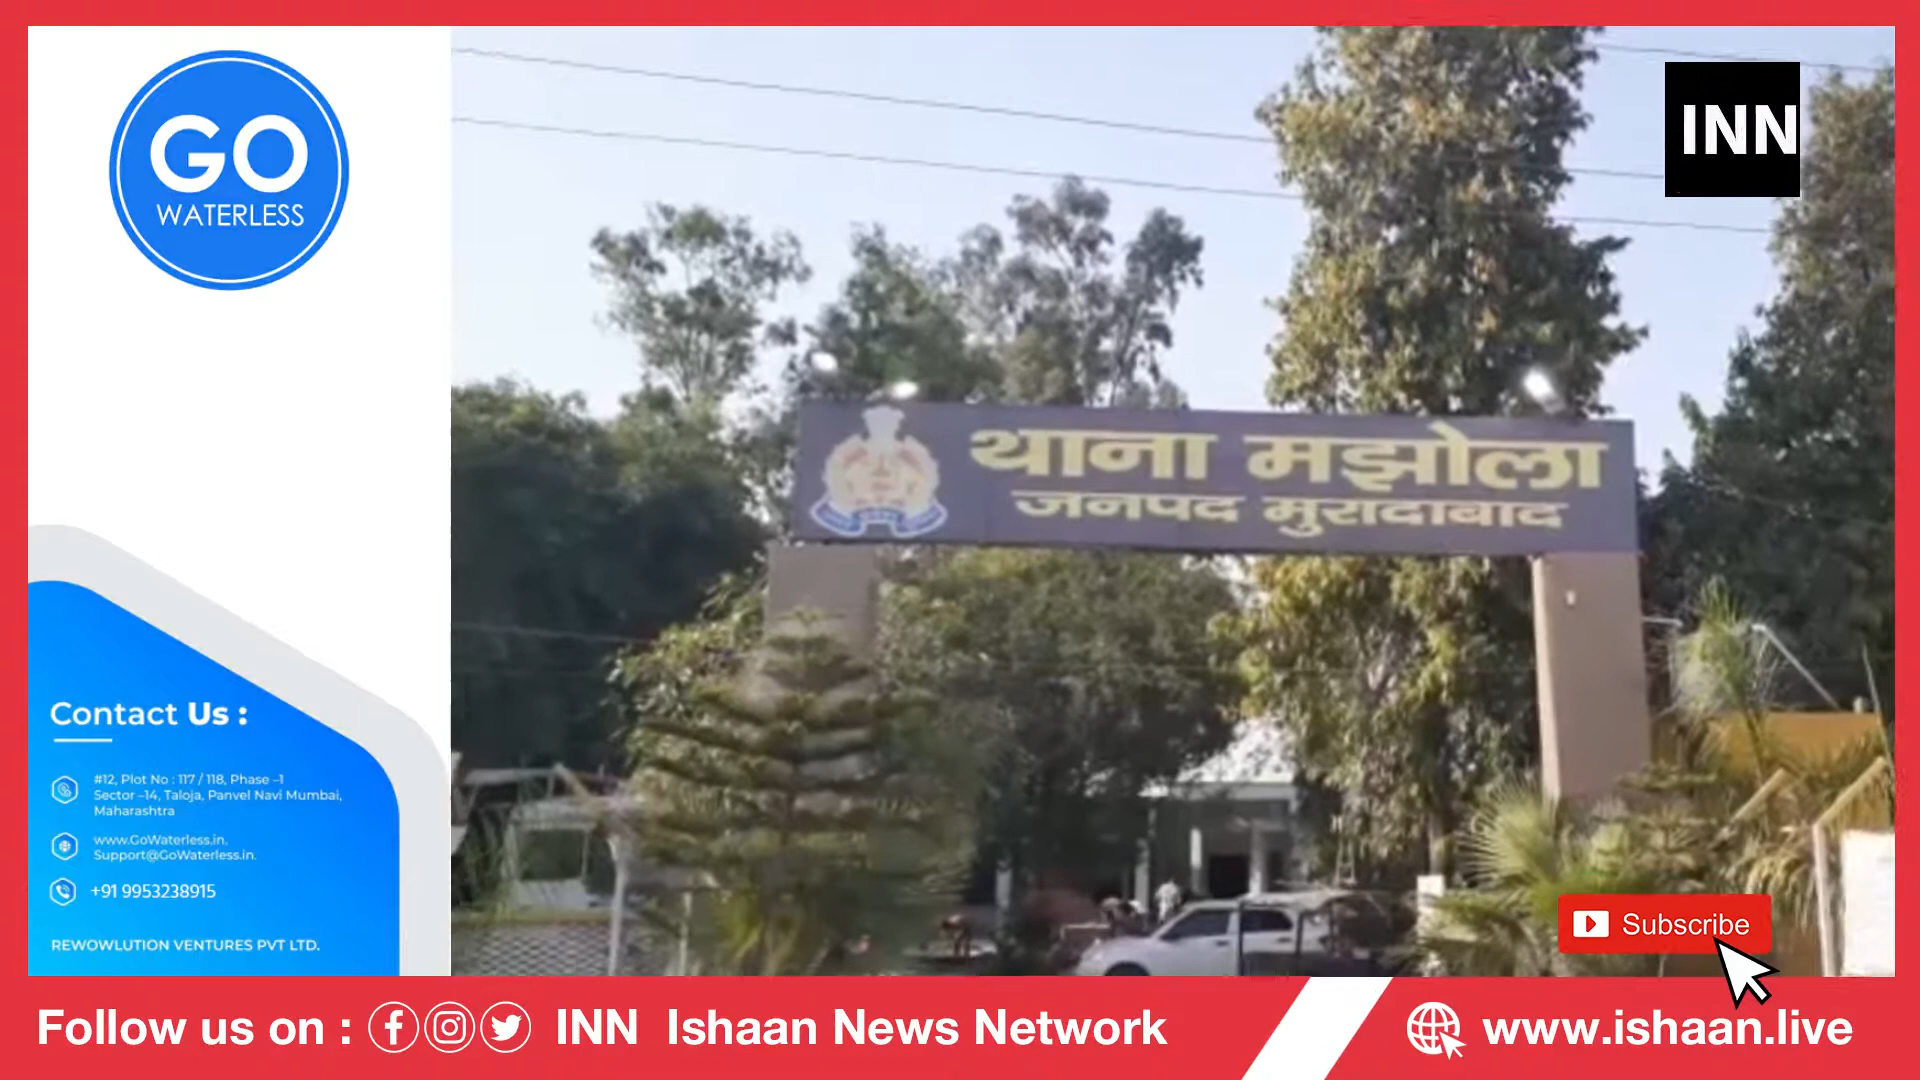 GO
WATERLESS
INN
थाना मझोला
जनपद मुरादाबाद
Contact Us :
#12, Plot No : 117 / 118, Phase –1
Sector –14, Taloja, Panvel Navi Mumbai,
Maharashtra
www.GoWaterless.in,
Support@GoWaterless.in.
+91 9953238915
REWOWLUTION VENTURES PVT LTD.
Subscribe
Follow us on : INN Ishaan News Network
www.ishaan.live